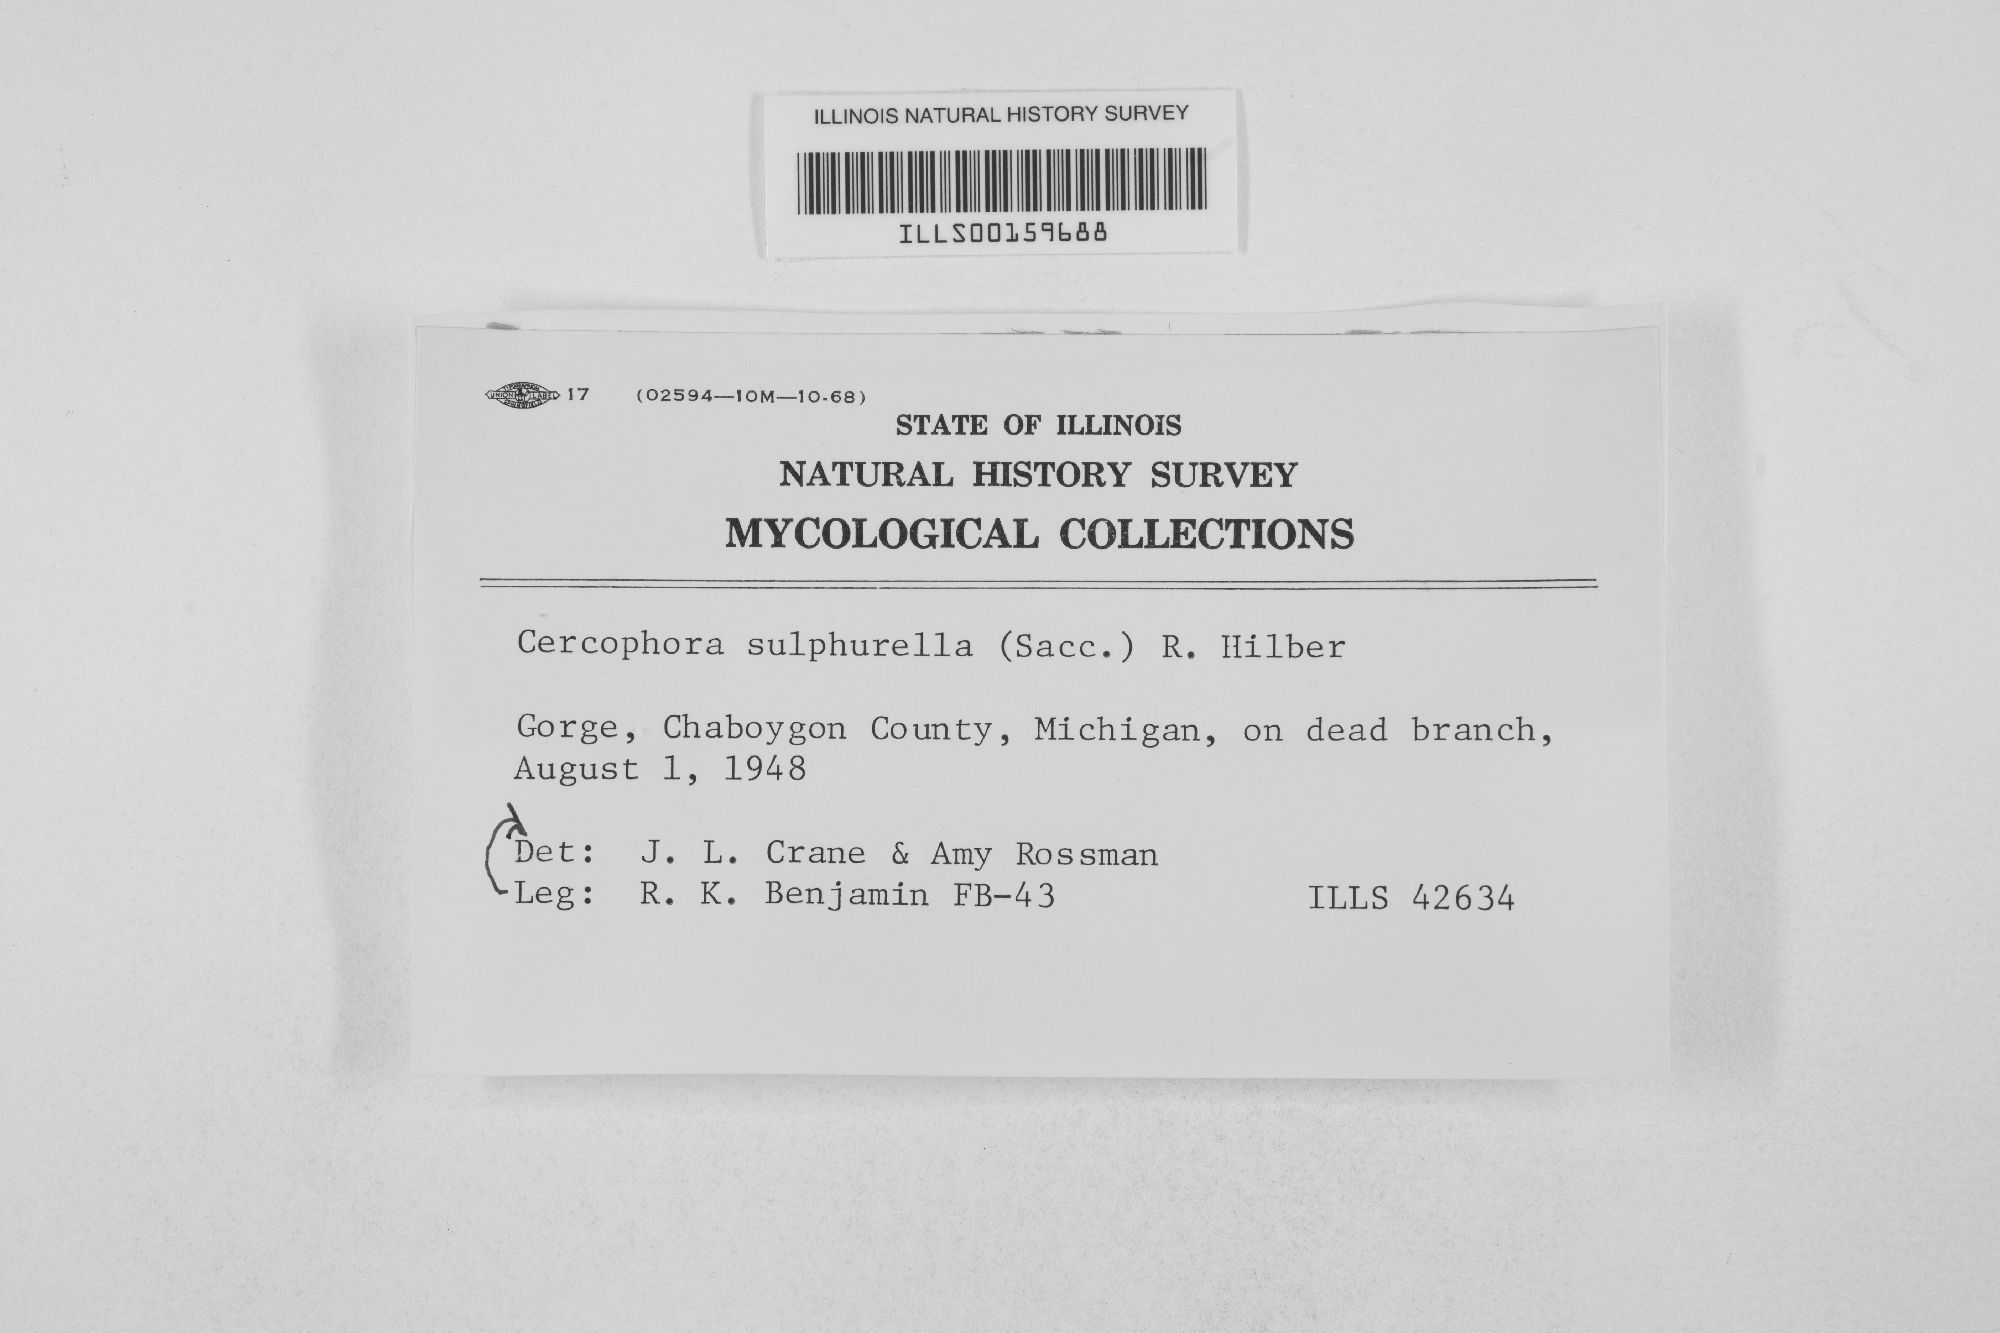 ILLINOIS NATURAL HISTORY SURVEY
ILLS00159688
UNION LABEL 17 (02594—10M—10-68)
STATE OF ILLINOIS
NATURAL HISTORY SURVEY
MYCOLOGICAL COLLECTIONS
Cercophora sulphurella (Sacc.) R. Hilber
Gorge, Chaboygon County, Michigan, on dead branch,
August 1, 1948
Det: J. L. Crane & Amy Rossman
Leg: R. K. Benjamin FB-43 ILLS 42634